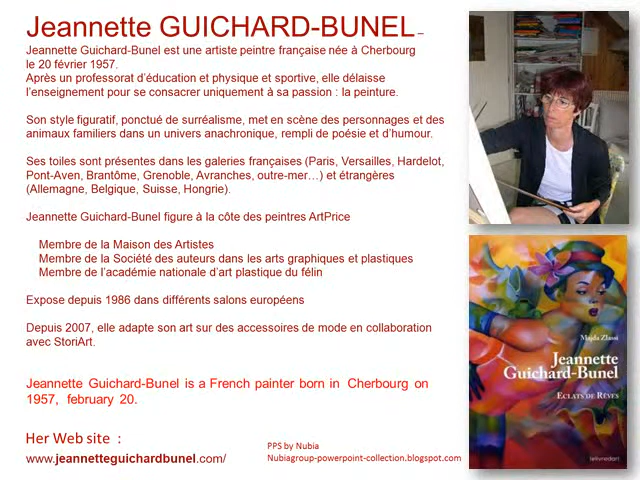 Jeannette GUICHARD-BUNEL –
Jeannette Guichard-Bunel est une artiste peintre française née à Cherbourg
le 20 février 1957.
Après un professorat d’éducation et physique et sportive, elle délaisse
l’enseignement pour se consacrer uniquement à sa passion : la peinture.
Son style figuratif, ponctué de surréalisme, met en scène des personnages et des
animaux familiers dans un univers anachronique, rempli de poésie et d’humour.
Ses toiles sont présentes dans les galeries françaises (Paris, Versailles, Hardelot,
Pont-Aven, Brantôme, Grenoble, Avranches, outre-mer…) et étrangères
(Allemagne, Belgique, Suisse, Hongrie).
Jeannette Guichard-Bunel figure à la côte des peintres ArtPrice
Membre de la Maison des Artistes
Membre de la Société des auteurs dans les arts graphiques et plastiques
Membre de l’académie nationale d’art plastique du félin
Expose depuis 1986 dans différents salons européens
Depuis 2007, elle adapte son art sur des accessoires de mode en collaboration
avec StoriArt.
Jeannette Guichard-Bunel is a French painter born in Cherbourg on
1957, february 20.
Her Web site :
www.jeannetteguichardbunel.com/
PPS by Nubia
Nubiagroup-powerpoint-collection.blogspot.com
Majda Zlassi
Jeannette
Guichard-Bunel
Eclats de Rêves
lelivredart